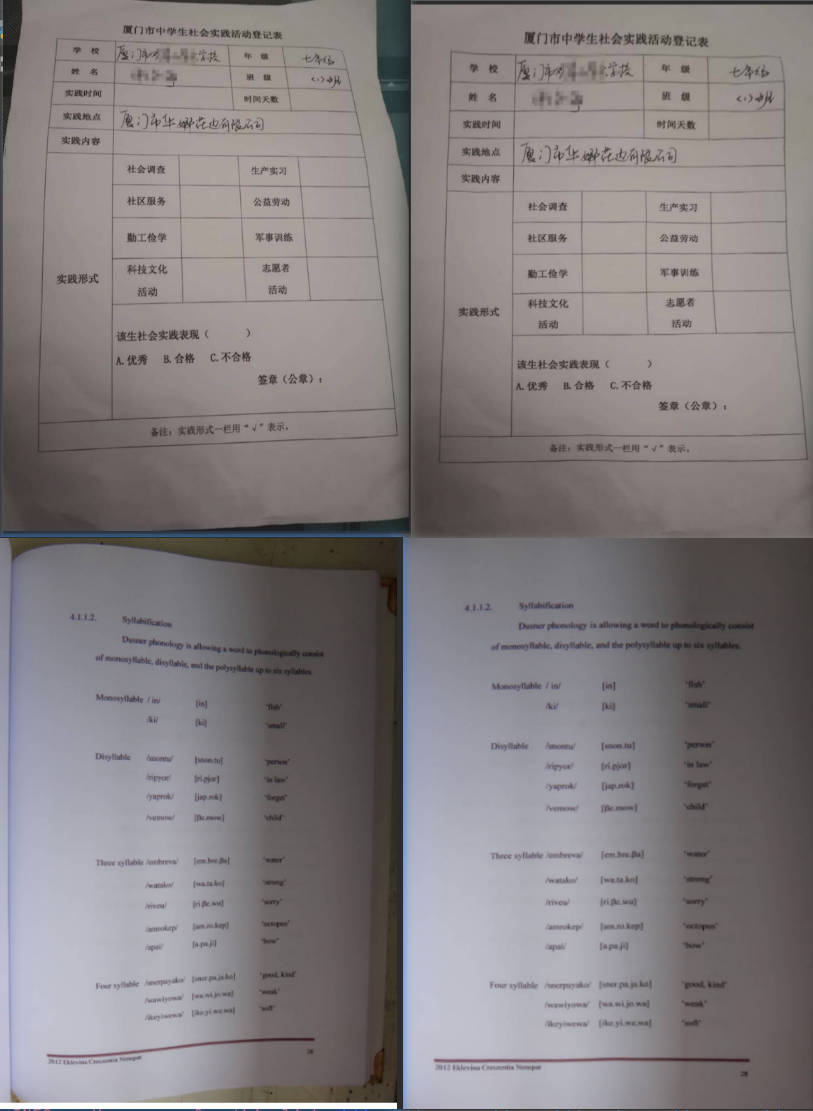 厦门市中学生社会实践活动登记表
学 校 厦门市 学校 年 级 七年级
姓 名 班 级 (1)班
实践时间 时间天数
实践地点 厦门市华 有限公司
实践内容
社会调查 生产实习
社区服务 公益劳动
勤工俭学 军事训练
实践形式
科技文化活动 志愿者活动
该生社会实践表现（ ）
A.优秀 B.合格 C.不合格
签章（公章）：
备注：实践形式一栏用“√”表示。
厦门市中学生社会实践活动登记表
学 校 厦门市 学校 年 级 七年级
姓 名 班 级 (1)班
实践时间 时间天数
实践地点 厦门市华 有限公司
实践内容
社会调查 生产实习
社区服务 公益劳动
勤工俭学 军事训练
实践形式
科技文化活动 志愿者活动
该生社会实践表现（ ）
A.优秀 B.合格 C.不合格
签章（公章）：
备注：实践形式一栏用“√”表示。
4.1.1.2. Syllabification
Dusner phonology is allowing a word to phonologically consist
of monosyllable, disyllable, and the polysyllable up to six syllables.
Monosyllable / in/ [in] ‘fish’
/ki/ [ki] ‘small’
Disyllable /snontu/ [snon.tu] ‘person’
/ripyor/ [ri.pjor] ‘in law’
/yaprok/ [jap.rok] ‘forget’
/vemow/ [βe.mow] ‘child’
Three syllable /embreva/ [em.bre.βa] ‘water’
/watako/ [wa.ta.ko] ‘strong’
/riveu/ [ri.βe.wu] ‘sorry’
/amrokep/ [am.ro.kep] ‘octopus’
/apai/ [a.pa.ji] ‘bow’
Four syllable /snerpayako/ [sner.pa.ja.ko] ‘good, kind’
/wawiyowa/ [wa.wi.jo.wa] ‘weak’
/ikeyiwewa/ [ike.yi.we.wa] ‘soft’
28
2012 Eklevina Creszentia Nenepat
4.1.1.2. Syllabification
Dusner phonology is allowing a word to phonologically consist
of monosyllable, disyllable, and the polysyllable up to six syllables.
Monosyllable / in/ [in] ‘fish’
/ki/ [ki] ‘small’
Disyllable /snontu/ [snon.tu] ‘person’
/ripyor/ [ri.pjor] ‘in law’
/yaprok/ [jap.rok] ‘forget’
/vemow/ [βe.mow] ‘child’
Three syllable /embreva/ [em.bre.βa] ‘water’
/watako/ [wa.ta.ko] ‘strong’
/riveu/ [ri.βe.wu] ‘sorry’
/amrokep/ [am.ro.kep] ‘octopus’
/apai/ [a.pa.ji] ‘bow’
Four syllable /snerpayako/ [sner.pa.ja.ko] ‘good, kind’
/wawiyowa/ [wa.wi.jo.wa] ‘weak’
/ikeyiwewa/ [ike.yi.we.wa] ‘soft’
2012 Eklevina Creszentia Nenepat
28